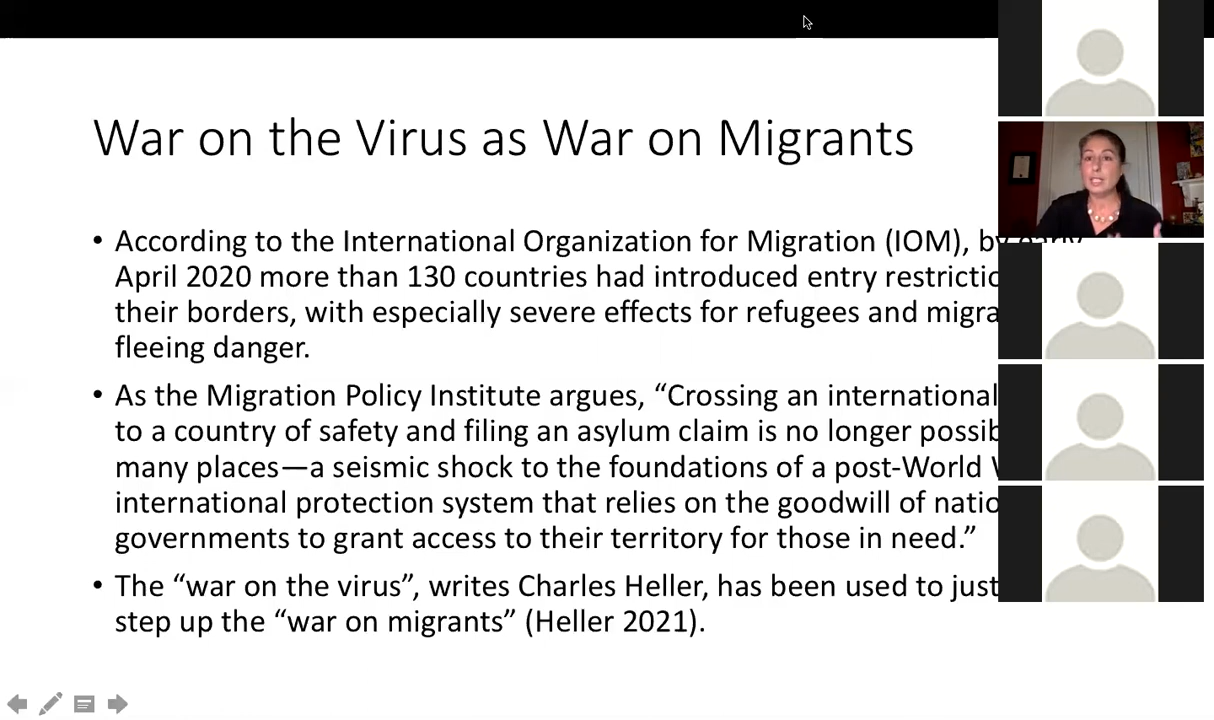 War on the Virus as War on Migrants
• According to the International Organization for Migration (IOM), by early
April 2020 more than 130 countries had introduced entry
their borders, with especially severe effects for refugees and
fleeing danger.
• As the Migration Policy Institute argues, “Crossing an international
to a country of safety and filing an asylum claim is no longer
many places—a seismic shock to the foundations of a post-World
international protection system that relies on the goodwill of
governments to grant access to their territory for those in need.”
• The “war on the virus”, writes Charles Heller, has been used to
step up the “war on migrants” (Heller 2021).